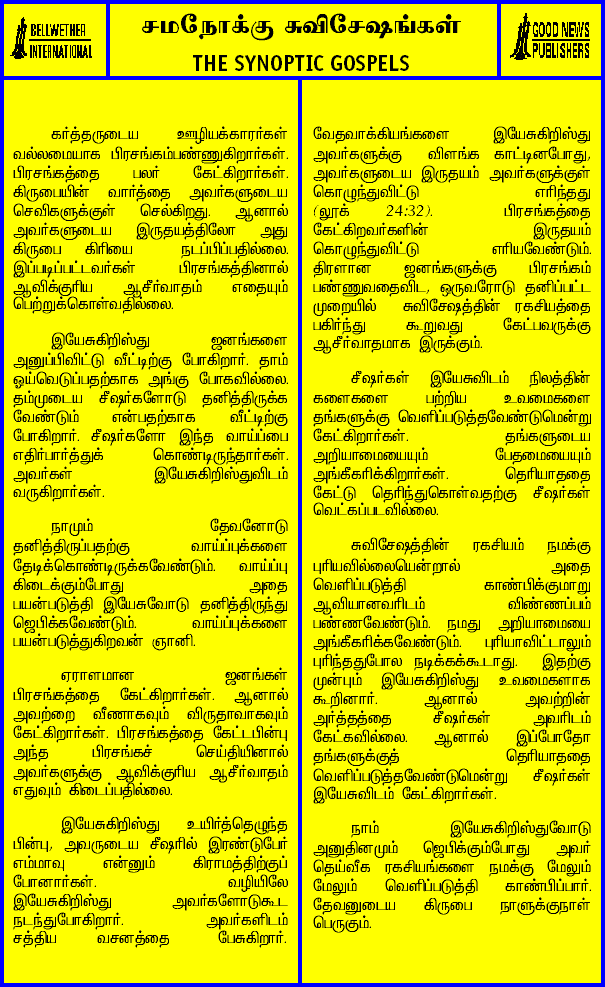 BELLWETHER
INTERNATIONAL
சமநோக்கு சுவிசேஷங்கள்
THE SYNOPTIC GOSPELS
GOOD NEWS
PUBLISHERS
கர்த்தருடைய ஊழியக்காரர்கள்
வல்லமையாக பிரசங்கம்பண்ணுகிறார்கள்.
பிரசங்கத்தை பலர் கேட்கிறார்கள்.
கிருபையின் வார்த்தை அவர்களுடைய
செவிகளுக்குள் செல்கிறது. ஆனால்
அவர்களுடைய இருதயத்திலோ அது
கிருபை கிரியை நடப்பிப்பதில்லை.
இப்படிப்பட்டவர்கள் பிரசங்கத்தினால்
ஆவிக்குரிய ஆசீர்வாதம் எதையும்
பெற்றுக்கொள்வதில்லை.
இயேசுகிறிஸ்து ஜனங்களை
அனுப்பிவிட்டு வீட்டிற்கு போகிறார். தாம்
ஓய்வெடுப்பதற்காக அங்கு போகவில்லை.
தம்முடைய சீஷர்களோடு தனித்திருக்க
வேண்டும் என்பதற்காக வீட்டிற்கு
போகிறார். சீஷர்களோ இந்த வாய்ப்பை
எதிர்பார்த்துக் கொண்டிருந்தார்கள்.
அவர்கள் இயேசுகிறிஸ்துவிடம்
வருகிறார்கள்.
நாமும் தேவனோடு
தனித்திருப்பதற்கு வாய்ப்புக்களை
தேடிக்கொண்டிருக்கவேண்டும். வாய்ப்பு
கிடைக்கும்போது அதை
பயன்படுத்தி இயேசுவோடு தனித்திருந்து
ஜெபிக்கவேண்டும். வாய்ப்புக்களை
பயன்படுத்துகிறவன் ஞானி.
ஏராளமான ஜனங்கள்
பிரசங்கத்தை கேட்கிறார்கள். ஆனால்
அவற்றை வீணாகவும் விருதாவாகவும்
கேட்கிறார்கள். பிரசங்கத்தை கேட்டபின்பு
அந்த பிரசங்கச் செய்தியினால்
அவர்களுக்கு ஆவிக்குரிய ஆசீர்வாதம்
எதுவும் கிடைப்பதில்லை.
இயேசுகிறிஸ்து உயிர்த்தெழுந்த
பின்பு, அவருடைய சீஷரில் இரண்டுபேர்
எம்மாவு என்னும் கிராமத்திற்குப்
போனார்கள். வழியிலே
இயேசுகிறிஸ்து அவர்களோடுகூட
நடந்துபோகிறார். அவர்களிடம்
சத்திய வசனத்தை பேசுகிறார்.
வேதவாக்கியங்களை இயேசுகிறிஸ்து
அவர்களுக்கு விளங்க காட்டினபோது,
அவர்களுடைய இருதயம் அவர்களுக்குள்
கொழுந்துவிட்டு எரிந்தது
(லூக் 24:32). பிரசங்கத்தை
கேட்கிறவர்களின் இருதயம்
கொழுந்துவிட்டு எரியவேண்டும்.
திரளான ஜனங்களுக்கு பிரசங்கம்
பண்ணுவதைவிட, ஒருவரோடு தனிப்பட்ட
முறையில் சுவிசேஷத்தின் ரகசியத்தை
பகிர்ந்து கூறுவது கேட்பவருக்கு
ஆசீர்வாதமாக இருக்கும்.
சீஷர்கள் இயேசுவிடம் நிலத்தின்
களைகளை பற்றிய உவமைகளை
தங்களுக்கு வெளிப்படுத்தவேண்டுமென்று
கேட்கிறார்கள். தங்களுடைய
அறியாமையையும் பேதமையையும்
அங்கீகரிக்கிறார்கள். தெரியாததை
கேட்டு தெரிந்துகொள்வதற்கு சீஷர்கள்
வெட்கப்படவில்லை.
சுவிசேஷத்தின் ரகசியம் நமக்கு
புரியவில்லையென்றால் அதை
வெளிப்படுத்தி காண்பிக்குமாறு
ஆவியானவரிடம் விண்ணப்பம்
பண்ணவேண்டும். நமது அறியாமையை
அங்கீகரிக்கவேண்டும். புரியாவிட்டாலும்
புரிந்ததுபோல நடிக்கக்கூடாது. இதற்கு
முன்பும் இயேசுகிறிஸ்து உவமைகளாக
கூறினார். ஆனால் அவற்றின்
அர்த்தத்தை சீஷர்கள் அவரிடம்
கேட்கவில்லை. ஆனால் இப்போதோ
தங்களுக்குத் தெரியாததை
வெளிப்படுத்தவேண்டுமென்று சீஷர்கள்
இயேசுவிடம் கேட்கிறார்கள்.
நாம் இயேசுகிறிஸ்துவோடு
அனுதினமும் ஜெபிக்கும்போது அவர்
தெய்வீக ரகசியங்களை நமக்கு மேலும்
மேலும் வெளிப்படுத்தி காண்பிப்பார்.
தேவனுடைய கிருபை நாளுக்குநாள்
பெருகும்.